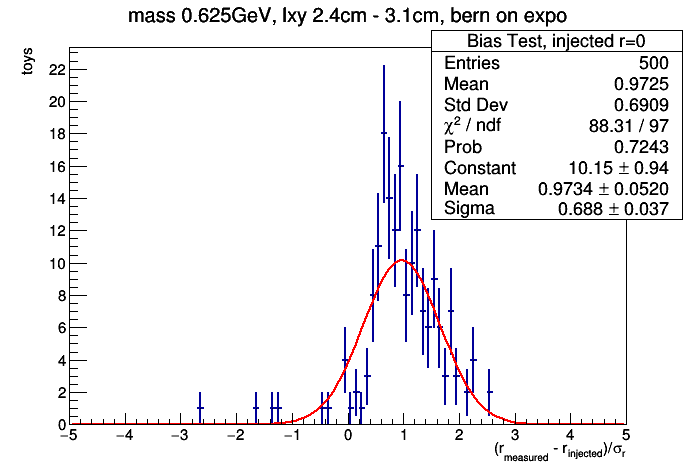 mass 0.625GeV, lxy 2.4cm - 3.1cm, bern on expo
toys
Bias Test, injected r=0
Entries 500
Mean 0.9725
Std Dev 0.6909
χ² / ndf 88.31 / 97
Prob 0.7243
Constant 10.15 ± 0.94
Mean 0.9734 ± 0.0520
Sigma 0.688 ± 0.037
22
20
18
16
14
12
10
8
6
4
2
0
−5 −4 −3 −2 −1 0 1 2 3 4 5
(r_measured - r_injected)/σ_r